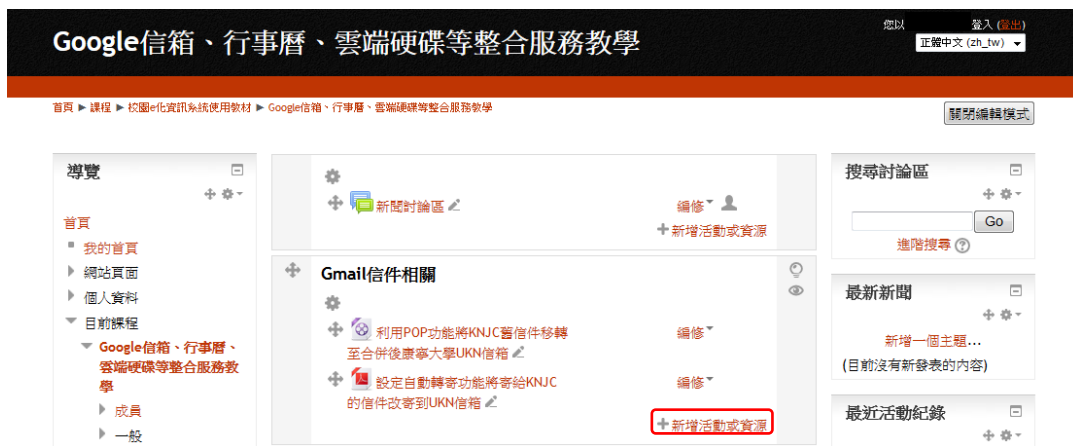 Google信箱、行事曆、雲端硬碟等整合服務教學
您以 登入 (登出)
正體中文 (zh_tw)
首頁 ► 課程 ► 校園e化資訊系統使用教材 ► Google信箱、行事曆、雲端硬碟等整合服務教學
關閉編輯模式
導覽
首頁
我的首頁
網站頁面
個人資料
目前課程
Google信箱、行事曆、
雲端硬碟等整合服務教
學
成員
一般
新聞討論區
編修
新增活動或資源
Gmail信件相關
利用POP功能將KNJC舊信件移轉
至合併後康寧大學UKN信箱
編修
設定自動轉寄功能將寄給KNJC
的信件改寄到UKN信箱
編修
新增活動或資源
搜尋討論區
Go
進階搜尋
最新新聞
新增一個主題...
(目前沒有新發表的內容)
最近活動紀錄